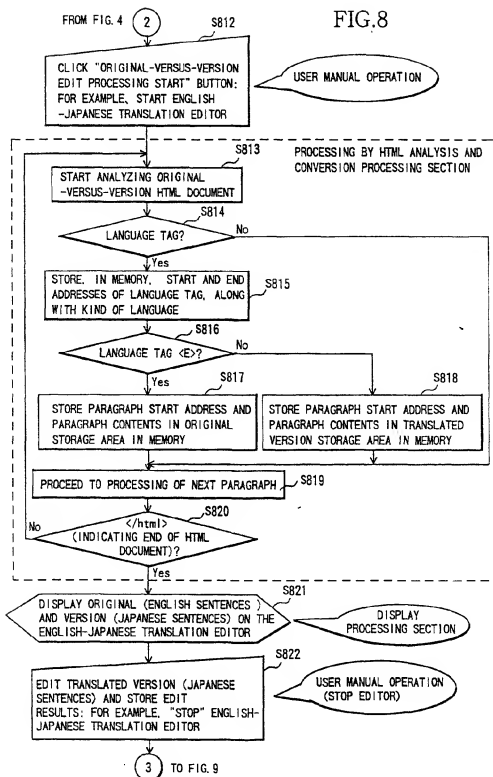 FROM FIG.4
2
S812
FIG.8
CLICK "ORIGINAL-VERSUS-VERSION
EDIT PROCESSING START" BUTTON:
FOR EXAMPLE, START ENGLISH
-JAPANESE TRANSLATION EDITOR
USER MANUAL OPERATION
PROCESSING BY HTML ANALYSIS AND
CONVERSION PROCESSING SECTION
S813
START ANALYZING ORIGINAL
-VERSUS-VERSION HTML DOCUMENT
S814
LANGUAGE TAG?
No
Yes
S815
STORE, IN MEMORY, START AND END
ADDRESSES OF LANGUAGE TAG, ALONG
WITH KIND OF LANGUAGE
S816
LANGUAGE TAG <E>?
No
Yes
S817
STORE PARAGRAPH START ADDRESS AND
PARAGRAPH CONTENTS IN ORIGINAL
STORAGE AREA IN MEMORY
S818
STORE PARAGRAPH START ADDRESS AND
PARAGRAPH CONTENTS IN TRANSLATED
VERSION STORAGE AREA IN MEMORY
PROCEED TO PROCESSING OF NEXT PARAGRAPH
S819
S820
No
</html>
(INDICATING END OF HTML
DOCUMENT)?
Yes
S821
DISPLAY ORIGINAL (ENGLISH SENTENCES )
AND VERSION (JAPANESE SENTENCES) ON THE
ENGLISH-JAPANESE TRANSLATION EDITOR
DISPLAY
PROCESSING SECTION
S822
EDIT TRANSLATED VERSION (JAPANESE
SENTENCES) AND STORE EDIT
RESULTS: FOR EXAMPLE, "STOP" ENGLISH-
JAPANESE TRANSLATION EDITOR
USER MANUAL OPERATION
(STOP EDITOR)
3
TO FIG.9